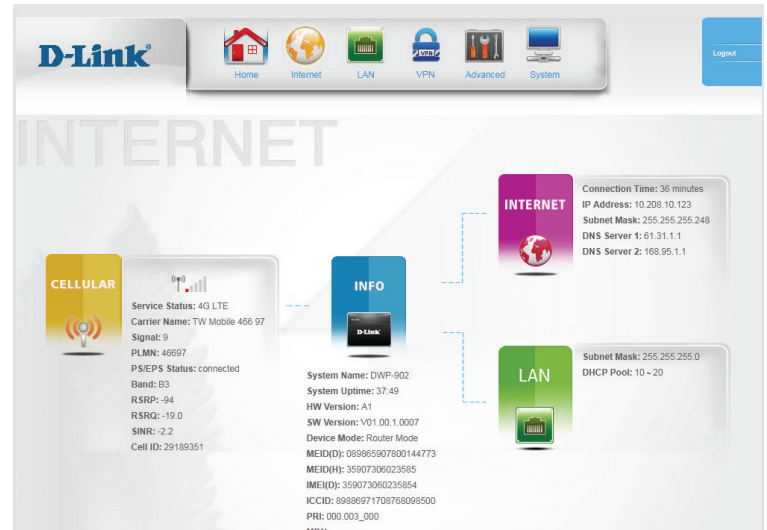 D-Link
Home
Internet
LAN
VPN
VPN
Advanced
System
Logout
INTERNET
CELLULAR
Service Status: 4G LTE
Carrier Name: TW Mobile 466 97
Signal: 9
PLMN: 46697
PS/EPS Status: connected
Band: B3
RSRP: -94
RSRQ: -19.0
SINR: -2.2
Cell ID: 29189351
INFO
D-Link
System Name: DWP-902
System Uptime: 37:49
HW Version: A1
SW Version: V01.00.1.0007
Device Mode: Router Mode
MEID(D): 089865907800144773
MEID(H): 35907306023585
IMEI(D): 359073060235854
ICCID: 89886971708768098500
PRI: 000.003_000
INTERNET
Connection Time: 36 minutes
IP Address: 10.208.10.123
Subnet Mask: 255.255.255.248
DNS Server 1: 61.31.1.1
DNS Server 2: 168.95.1.1
LAN
Subnet Mask: 255.255.255.0
DHCP Pool: 10 ~ 20